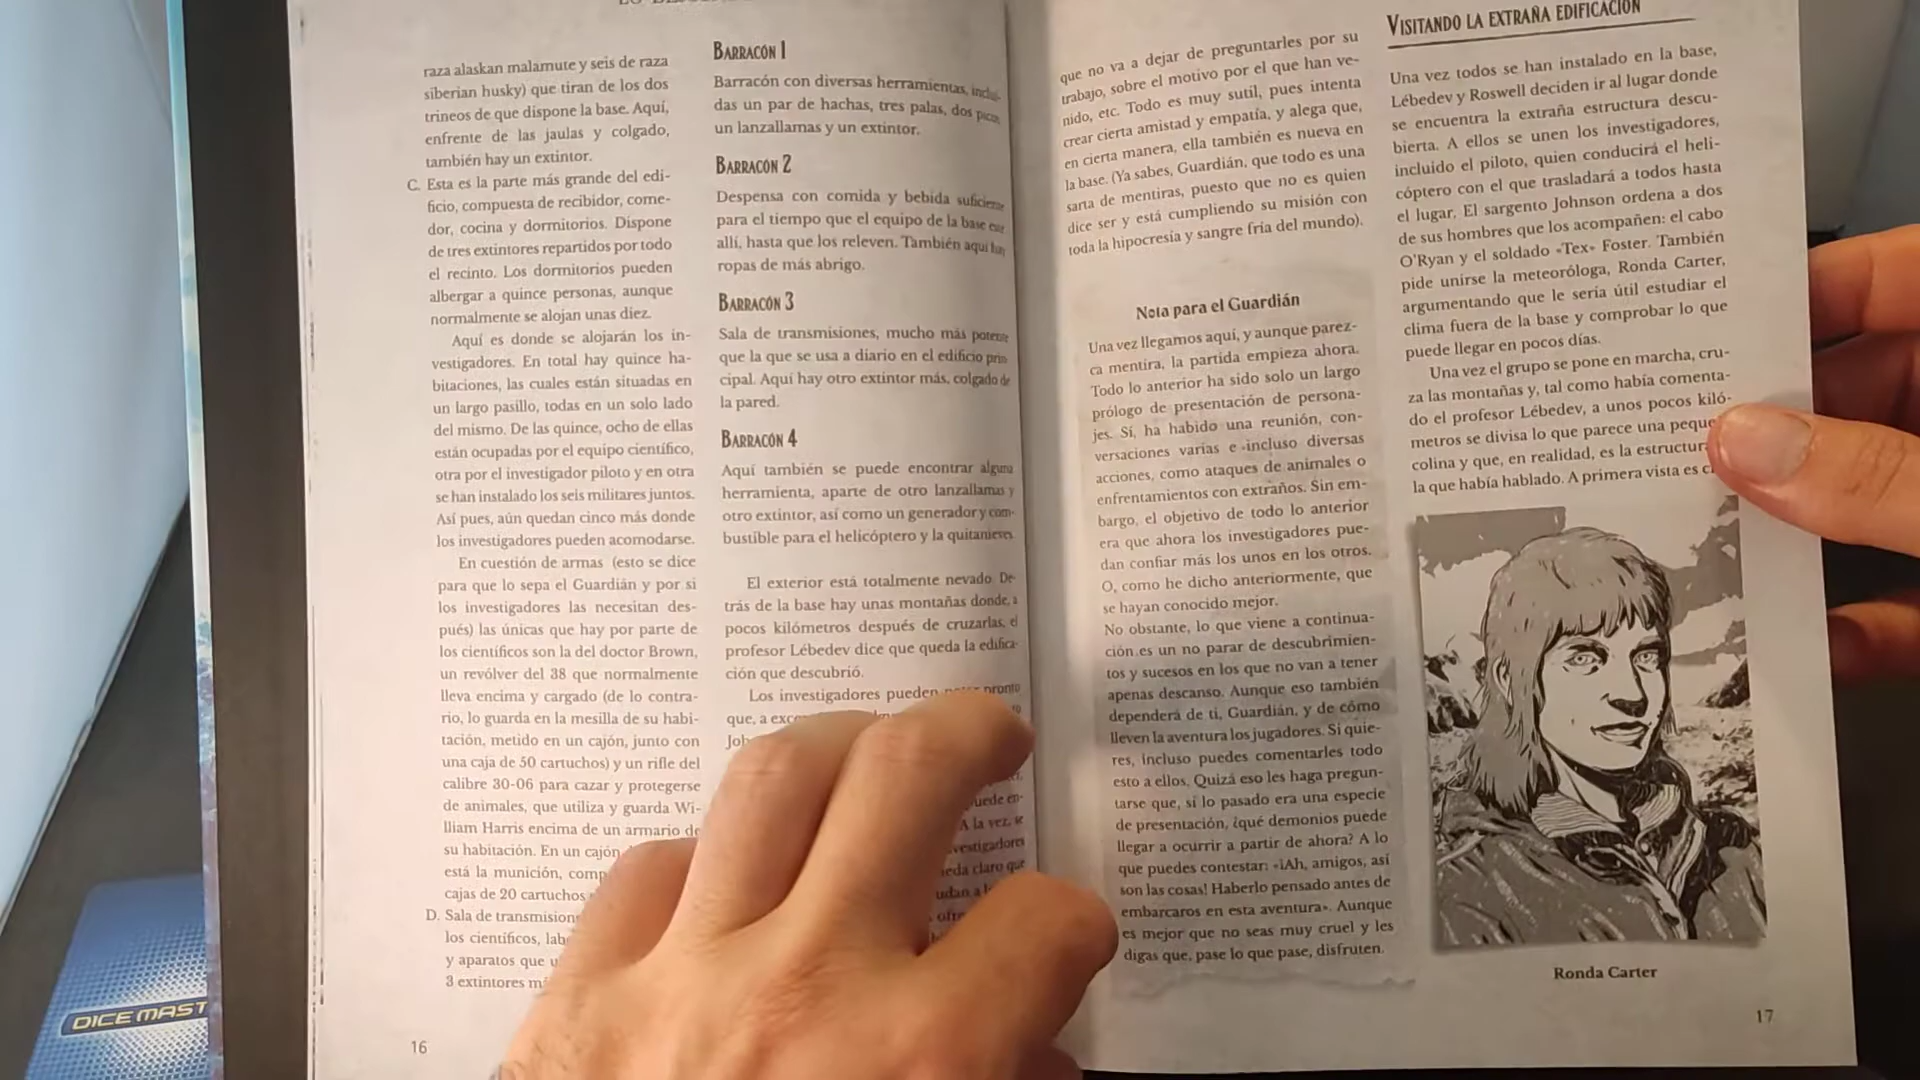 raza alaskan malamute y seis de raza
siberian husky) que tiran de los dos
trineos de que dispone la base. Aquí,
enfrente de las jaulas y colgado,
también hay un extintor.
C. Esta es la parte más grande del edi-
ficio, compuesta de recibidor, come-
dor, cocina y dormitorios. Dispone
de tres extintores repartidos por todo
el recinto. Los dormitorios pueden
albergar a quince personas, aunque
normalmente se alojan unas diez.
Aquí es donde se alojarán los in-
vestigadores. En total hay quince ha-
bitaciones, las cuales están situadas en
un largo pasillo, todas en un solo lado
del mismo. De las quince, ocho de ellas
están ocupadas por el equipo científico,
otra por el investigador piloto y en otra
se han instalado los seis militares juntos.
Así pues, aún quedan cinco más donde
los investigadores pueden acomodarse.
En cuestión de armas (esto se dice
para que lo sepa el Guardián y por si
los investigadores las necesitan des-
pués) las únicas que hay por parte de
los científicos son la del doctor Brown,
un revólver del 38 que normalmente
lleva encima y cargado (de lo contra-
rio, lo guarda en la mesilla de su habi-
tación, metido en un cajón, junto con
una caja de 50 cartuchos) y un rifle del
calibre 30-06 para cazar y protegerse
de animales, que utiliza y guarda Wi-
lliam Harris encima de un armario de
su habitación. En un cajón
está la munición,
cajas de 20 cartuchos
D. Sala de
los científicos,
y aparatos que
3 extintores
16
BARRACÓN 1
Barracón con diversas herramientas, inclui-
das un par de hachas, tres palas, dos picos,
un lanzallamas y un extintor.
BARRACÓN 2
Despensa con comida y bebida suficiente
para el tiempo que el equipo de la base esté
allí, hasta que los releven. También aquí hay
ropas de más abrigo.
BARRACÓN 3
Sala de transmisiones, mucho más potente
que la que se usa a diario en el edificio prin
cipal. Aquí hay otro extintor más, colgado de
la pared.
BARRACÓN 4
Aquí también se puede encontrar alguna
herramienta, aparte de otro lanzallamas y
otro extintor, así como un generador y com-
bustible para el helicóptero y la quitanieves.
El exterior está totalmente nevado. De-
trás de la base hay unas montañas donde, a
pocos kilómetros después de cruzarlas, el
profesor Lébedev dice que queda la edifica-
ción que descubrió.
Los investigadores pueden pronto
que, a
que no va a dejar de preguntarles por su
trabajo, sobre el motivo por el que han ve-
nido, etc. Todo es muy sutil, pues intenta
crear cierta amistad y empatía, y alega que,
en cierta manera, ella también es nueva en
la base. (Ya sabes, Guardián, que todo es una
sarta de mentiras, puesto que no es quien
dice ser y está cumpliendo su misión con
toda la hipocresía y sangre fría del mundo).
Nota para el Guardián
Una vez llegamos aquí, y aunque parez-
ca mentira, la partida empieza ahora.
Todo lo anterior ha sido solo un largo
prólogo de presentación de persona-
jes. Sí, ha habido una reunión, con-
versaciones varias e incluso diversas
acciones, como ataques de animales o
enfrentamientos con extraños. Sin em-
bargo, el objetivo de todo lo anterior
era que ahora los investigadores pue-
dan confiar más los unos en los otros.
O, como he dicho anteriormente, que
se hayan conocido mejor.
No obstante, lo que viene a continua-
ción es un no parar de descubrimien-
tos y sucesos en los que no van a tener
apenas descanso. Aunque eso también
dependerá de ti, Guardián, y de cómo
lleven la aventura los jugadores. Si quie-
res, incluso puedes comentarles todo
esto a ellos. Quizá eso les haga pregun-
tarse que, si lo pasado era una especie
de presentación, ¿qué demonios puede
llegar a ocurrir a partir de ahora? A lo
que puedes contestar: «¡Ah, amigos, así
son las cosas! Haberlo pensado antes de
embarcaros en esta aventura». Aunque
es mejor que no seas muy cruel y les
digas que, pase lo que pase, disfruten.
VISITANDO LA EXTRAÑA EDIFICACIÓN
Una vez todos se han instalado en la base,
Lébedev y Roswell deciden ir al lugar donde
se encuentra la extraña estructura descu-
bierta. A ellos se unen los investigadores,
incluido el piloto, quien conducirá el heli-
cóptero con el que trasladará a todos hasta
el lugar. El sargento Johnson ordena a dos
de sus hombres que los acompañen: el cabo
O'Ryan y el soldado «Tex» Foster. También
pide unirse la meteoróloga, Ronda Carter,
argumentando que le sería útil estudiar el
clima fuera de la base y comprobar lo que
puede llegar en pocos días.
Una vez el grupo se pone en marcha, cru-
za las montañas y, tal como había comenta-
do el profesor Lébedev, a unos pocos kiló-
metros se divisa lo que parece una
colina y que, en realidad, es la estructura
la que había hablado. A primera vista es
Ronda Carter
17
DICE